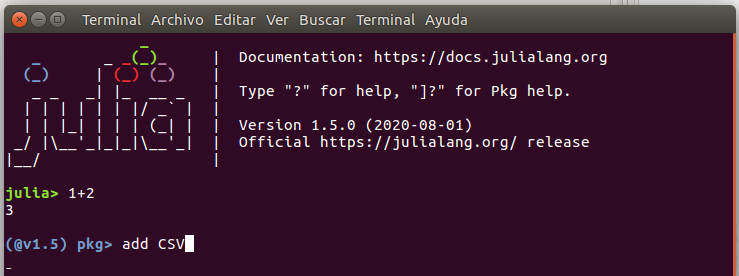 Terminal Archivo Editar Ver Buscar Terminal Ayuda
Documentation: https://docs.julialang.org
Type "?" for help, "]?" for Pkg help.
Version 1.5.0 (2020-08-01)
Official https://julialang.org/ release
julia> 1+2
3
(@v1.5) pkg> add CSV